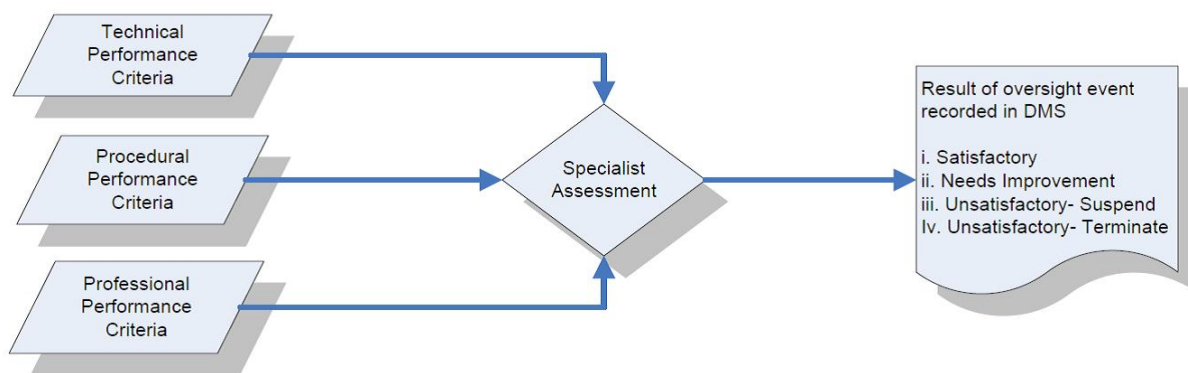 Technical
Performance
Criteria
Procedural
Performance
Criteria
Professional
Performance
Criteria
Specialist
Assessment
Result of oversight event
recorded in DMS
i. Satisfactory
ii. Needs Improvement
iii. Unsatisfactory- Suspend
Iv. Unsatisfactory- Terminate